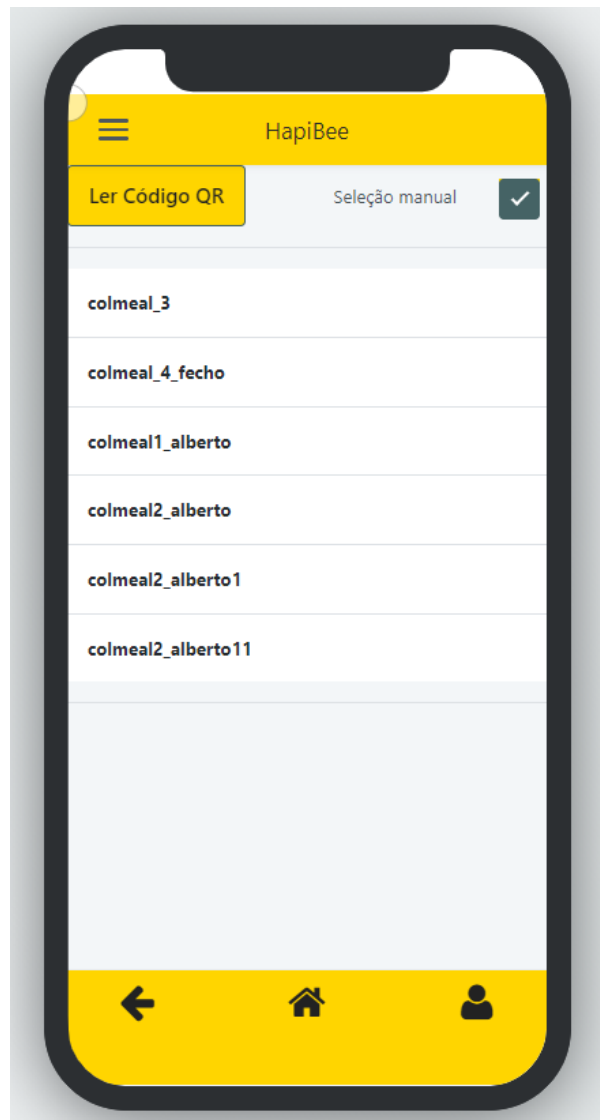 HapiBee
Ler Código QR
Seleção manual
colmeal_3
colmeal_4_fecho
colmeal1_alberto
colmeal2_alberto
colmeal2_alberto1
colmeal2_alberto11